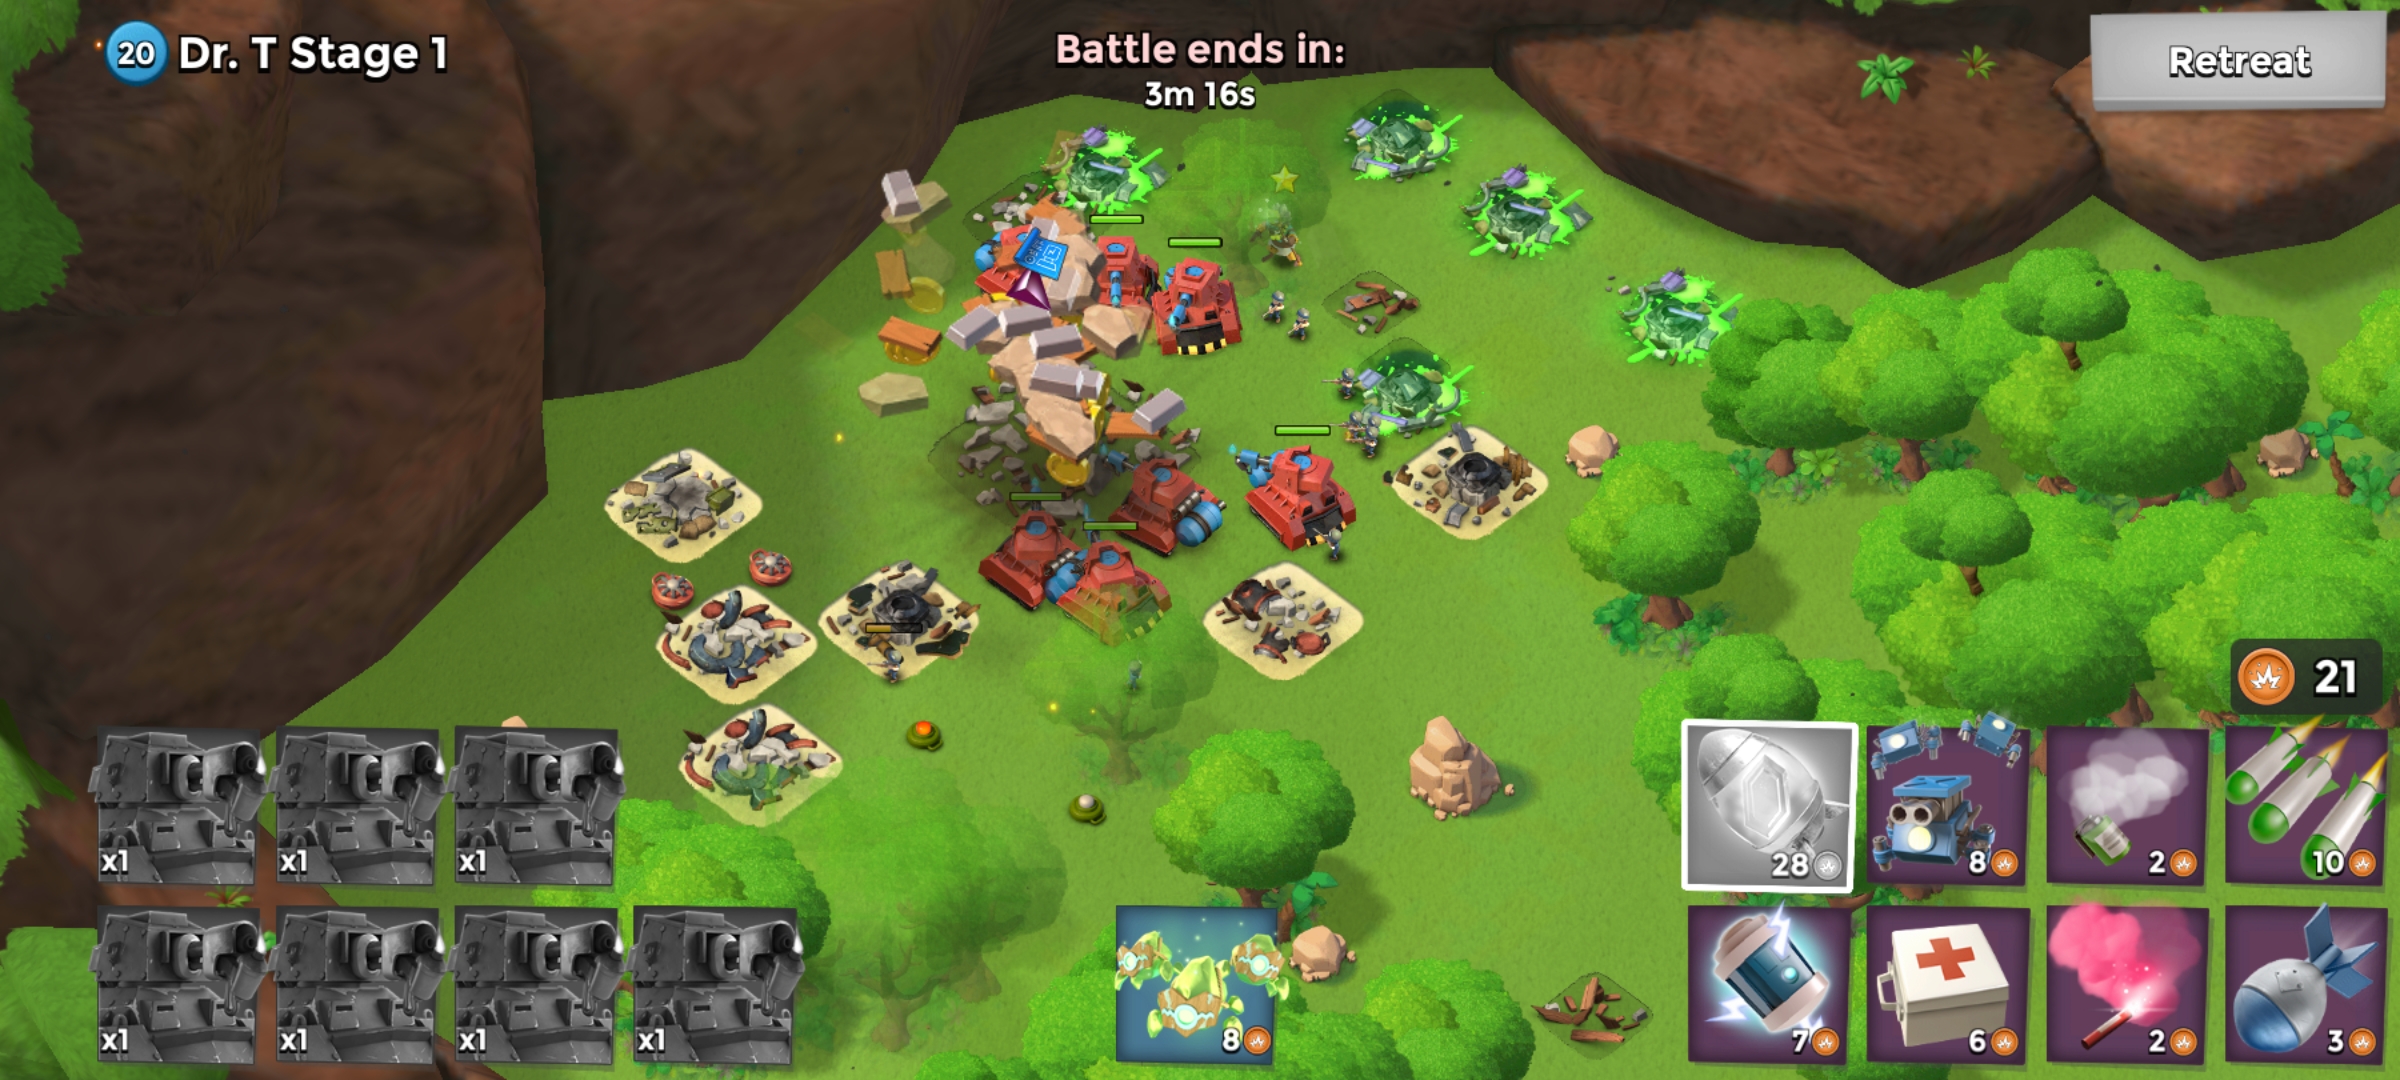 20 Dr. T Stage 1
Battle ends in:
3m 16s
Retreat
21
x1 x1 x1
28 8 2 10
x1 x1 x1 x1
8
7 6 2 3